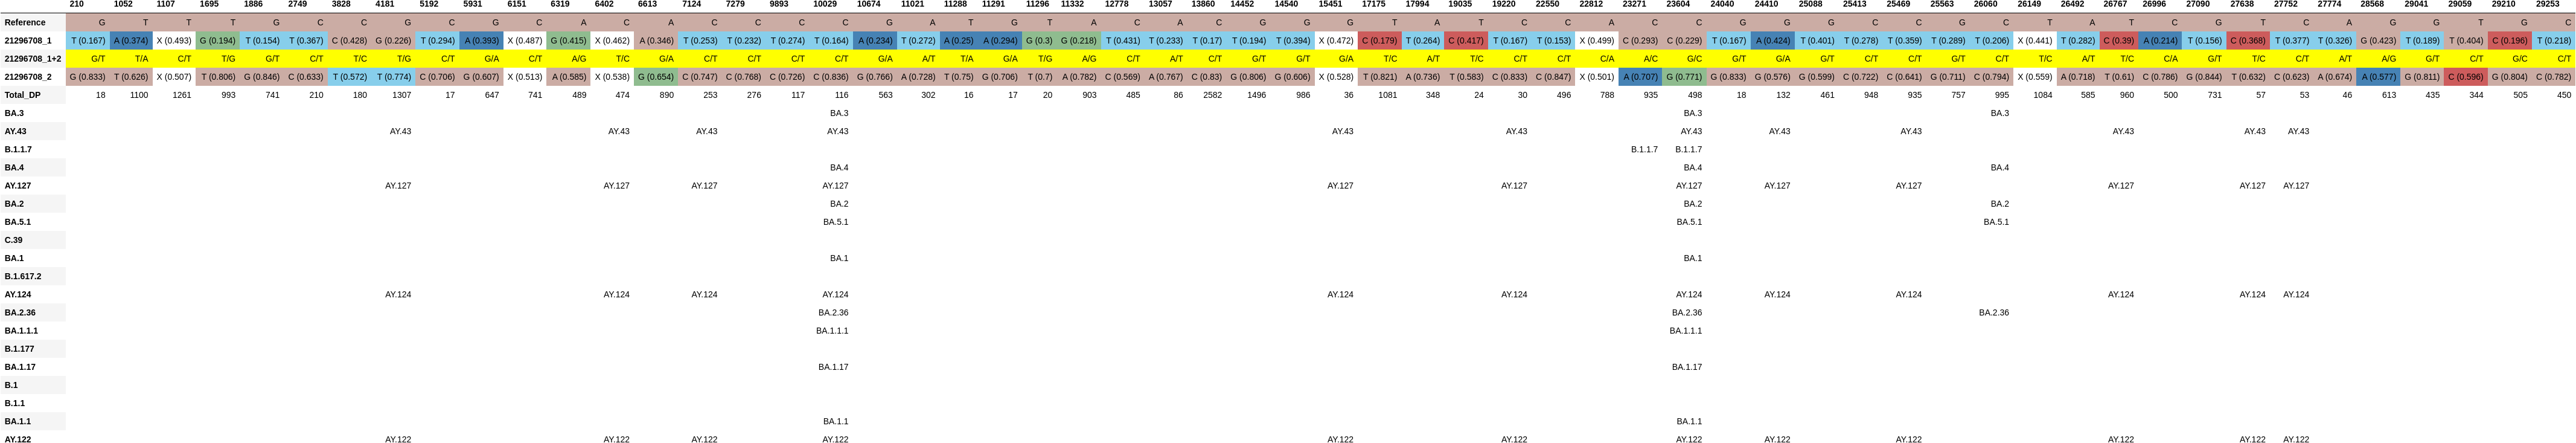 210 1052 1107 1695 1886 2749 3828 4181 5192 5931 6151 6319 6402 6613 7124 7279 9893 10029 10674 11021 11288 11291 11296 11332 12778 13057 13860 14452 14540 15451 17175 17994 19035 19220 22550 22812 23271 23604 24040 24410 25088 25413 25469 25563 26060 26149 26492 26767 26996 27090 27638 27752 27774 28568 29041 29059 29210 29253
Reference G T T T G C C G C G C A C A C C C C G A T G T A C A C G G G T A T C C A C C G G G C C G C T A T C G T C A G G T G C
21296708_1 T (0.167) A (0.374) X (0.493) G (0.194) T (0.154) T (0.367) C (0.428) G (0.226) T (0.294) A (0.393) X (0.487) G (0.415) X (0.462) A (0.346) T (0.253) T (0.232) T (0.274) T (0.164) A (0.234) T (0.272) A (0.25) A (0.294) G (0.3) G (0.218) T (0.431) T (0.233) T (0.17) T (0.194) T (0.394) X (0.472) C (0.179) T (0.264) C (0.417) T (0.167) T (0.153) X (0.499) C (0.293) C (0.229) T (0.167) A (0.424) T (0.401) T (0.278) T (0.359) T (0.289) T (0.206) X (0.441) T (0.282) C (0.39) A (0.214) T (0.156) C (0.368) T (0.377) T (0.326) G (0.423) T (0.189) T (0.404) C (0.196) T (0.218)
21296708_1+2 G/T T/A C/T T/G G/T C/T T/C T/G C/T G/A C/T A/G T/C G/A C/T C/T C/T C/T G/A A/T T/A G/A T/G A/G C/T A/T C/T G/T G/T G/A T/C A/T T/C C/T C/T C/A A/C G/C G/T G/A G/T C/T C/T G/T C/T T/C A/T T/C C/A G/T T/C C/T A/T A/G G/T C/T G/C C/T
21296708_2 G (0.833) T (0.626) X (0.507) T (0.806) G (0.846) C (0.633) T (0.572) T (0.774) C (0.706) G (0.607) X (0.513) A (0.585) X (0.538) G (0.654) C (0.747) C (0.768) C (0.726) C (0.836) G (0.766) A (0.728) T (0.75) G (0.706) T (0.7) A (0.782) C (0.569) A (0.767) C (0.83) G (0.806) G (0.606) X (0.528) T (0.821) A (0.736) T (0.583) C (0.833) C (0.847) X (0.501) A (0.707) G (0.771) G (0.833) G (0.576) G (0.599) C (0.722) C (0.641) G (0.711) C (0.794) X (0.559) A (0.718) T (0.61) C (0.786) G (0.844) T (0.632) C (0.623) A (0.674) A (0.577) G (0.811) C (0.596) G (0.804) C (0.782)
Total_DP 18 1100 1261 993 741 210 180 1307 17 647 741 489 474 890 253 276 117 116 563 302 16 17 20 903 485 86 2582 1496 986 36 1081 348 24 30 496 788 935 498 18 132 461 948 935 757 995 1084 585 960 500 731 57 53 46 613 435 344 505 450
BA.3 BA.3 BA.3 BA.3
AY.43 AY.43 AY.43 AY.43 AY.43 AY.43 AY.43 AY.43 AY.43 AY.43 AY.43 AY.43 AY.43
B.1.1.7 B.1.1.7 B.1.1.7
BA.4 BA.4 BA.4 BA.4
AY.127 AY.127 AY.127 AY.127 AY.127 AY.127 AY.127 AY.127 AY.127 AY.127 AY.127 AY.127 AY.127
BA.2 BA.2 BA.2 BA.2
BA.5.1 BA.5.1 BA.5.1 BA.5.1
C.39
BA.1 BA.1 BA.1
B.1.617.2
AY.124 AY.124 AY.124 AY.124 AY.124 AY.124 AY.124 AY.124 AY.124 AY.124 AY.124 AY.124 AY.124
BA.2.36 BA.2.36 BA.2.36 BA.2.36
BA.1.1.1 BA.1.1.1 BA.1.1.1
B.1.177
BA.1.17 BA.1.17 BA.1.17
B.1
B.1.1
BA.1.1 BA.1.1 BA.1.1
AY.122 AY.122 AY.122 AY.122 AY.122 AY.122 AY.122 AY.122 AY.122 AY.122 AY.122 AY.122 AY.122